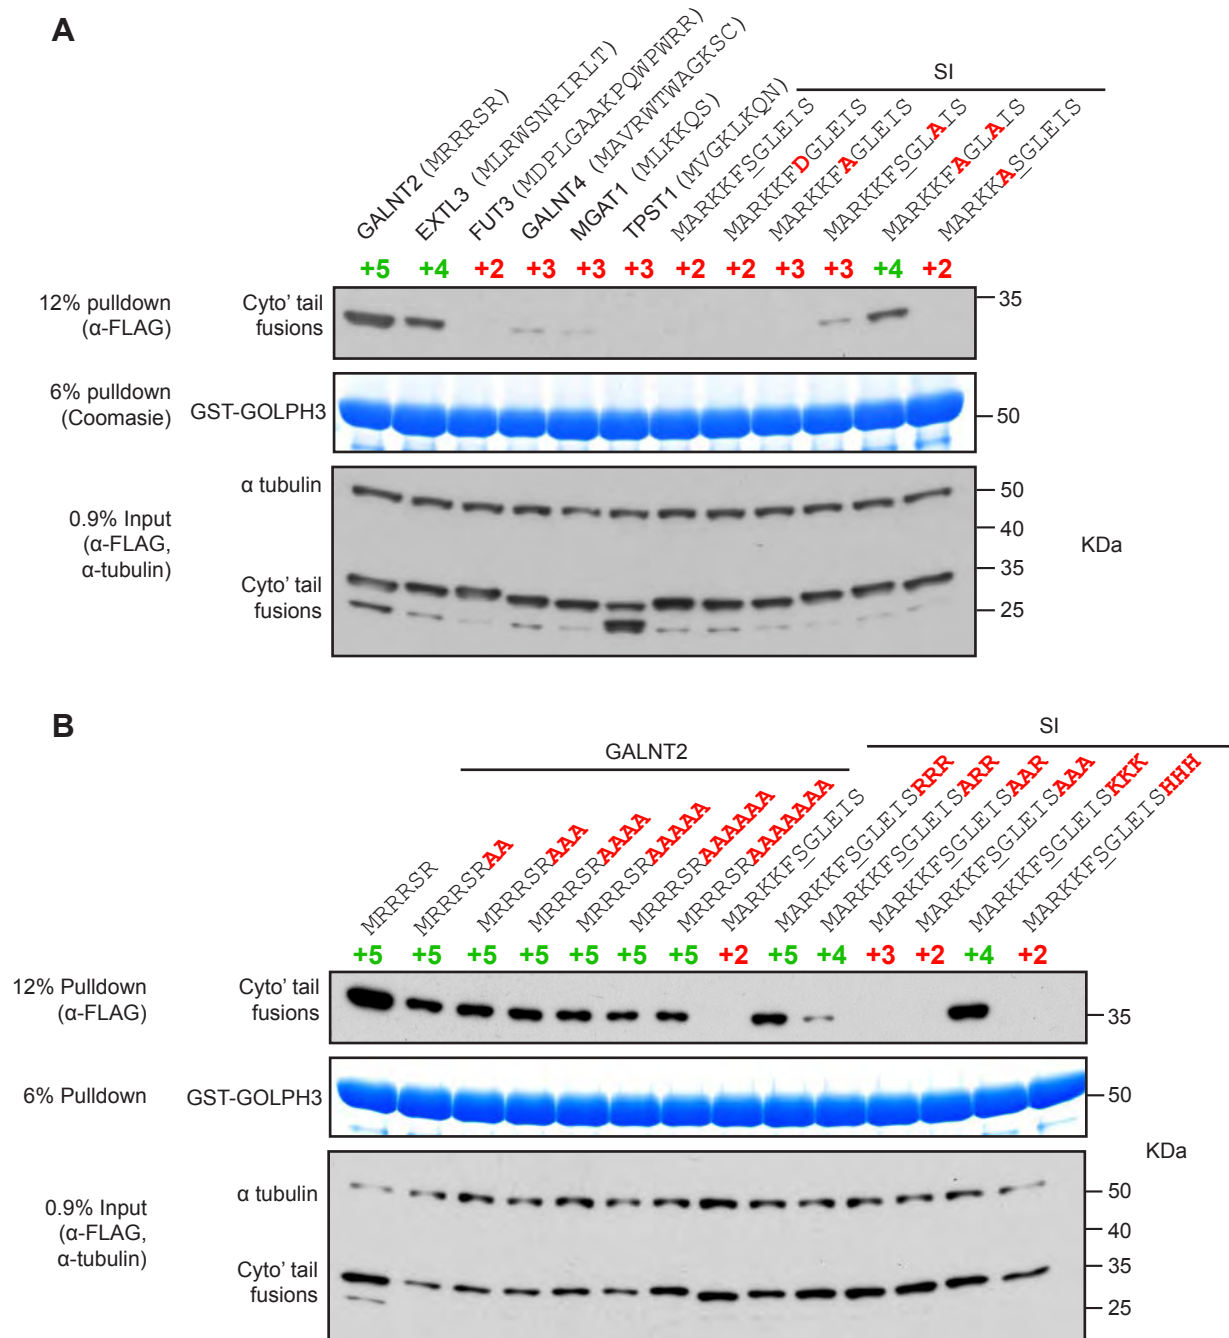 A
GALNT2 (MRRRSR)
EXTL3 (MLRWSNRIRLT)
FUT3 (MDPLGAAKPQWPWRR)
GALNT4 (MAVRWTWAGKSC)
MGAT1 (MLKKQS)
TPST1 (MVGKLKQN)
SI
MARKKFSGLEIS
MARKKFDGLEIS
MARKKFAGLEIS
MARKKFSGLAIS
MARKKFAGLAIS
MARKKASGLEIS
+5 +4 +2 +3 +3 +3 +2 +2 +3 +3 +4 +2
12% pulldown
(α-FLAG)
Cyto' tail
fusions
35
6% pulldown
(Coomasie)
GST-GOLPH3
50
0.9% Input
(α-FLAG,
α-tubulin)
α tubulin
Cyto' tail
fusions
50
40
35
25
KDa
B
GALNT2
SI
MRRRSR
MRRRSRAA
MRRRSRAAA
MRRRSRAAAA
MRRRSRAAAAA
MRRRSRAAAAAA
MRRRSRAAAAAAA
MARKKFSGLEIS
MARKKFSGLEISRRR
MARKKFSGLEISARR
MARKKFSGLEISAAR
MARKKFSGLEISAAA
MARKKFSGLEISKKK
MARKKFSGLEISHHH
+5 +5 +5 +5 +5 +5 +5 +2 +5 +4 +3 +2 +4 +2
12% Pulldown
(α-FLAG)
Cyto' tail
fusions
35
6% Pulldown
GST-GOLPH3
50
KDa
0.9% Input
(α-FLAG,
α-tubulin)
α tubulin
Cyto' tail
fusions
50
40
35
25